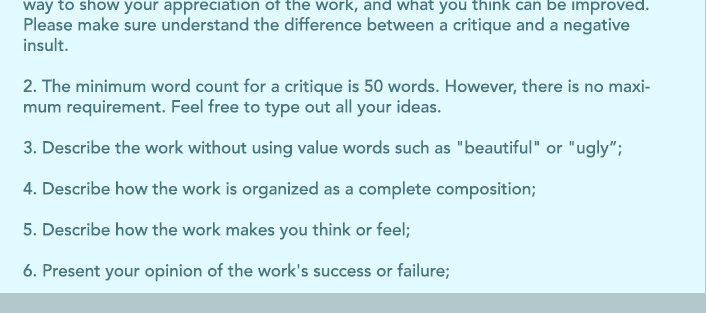 way to show your appreciation of the work, and what you think can be improved.
Please make sure understand the difference between a critique and a negative
insult.
2. The minimum word count for a critique is 50 words. However, there is no maxi-
mum requirement. Feel free to type out all your ideas.
3. Describe the work without using value words such as "beautiful" or "ugly”;
4. Describe how the work is organized as a complete composition;
5. Describe how the work makes you think or feel;
6. Present your opinion of the work's success or failure;